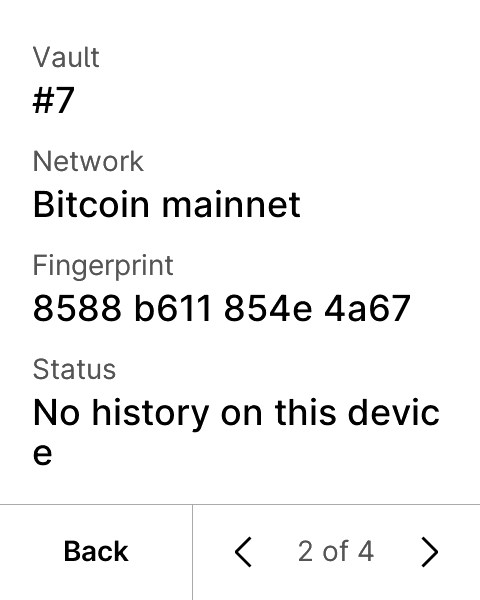 Vault
#7
Network
Bitcoin mainnet
Fingerprint
8588 b611 854e 4a67
Status
No history on this devic
e
Back
2 of 4